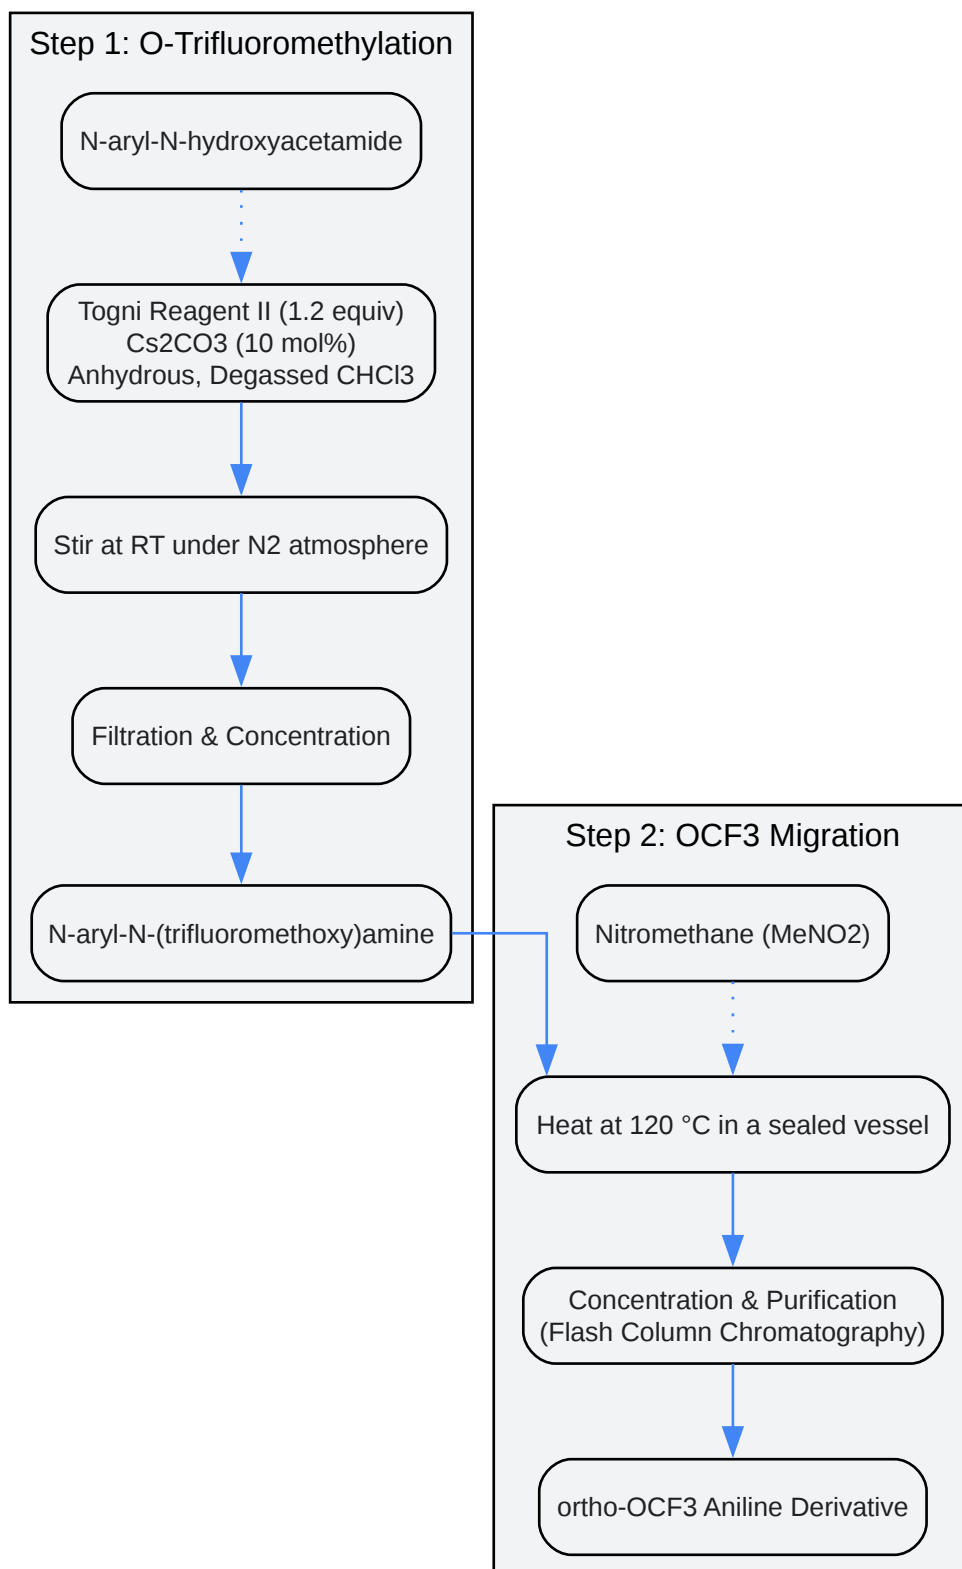 Step 1: O-Trifluoromethylation
N-aryl-N-hydroxyacetamide
Togni Reagent II (1.2 equiv)
Cs2CO3 (10 mol%)
Anhydrous, Degassed CHCl3
Stir at RT under N2 atmosphere
Filtration & Concentration
N-aryl-N-(trifluoromethoxy)amine
Step 2: OCF3 Migration
Nitromethane (MeNO2)
Heat at 120 °C in a sealed vessel
Concentration & Purification
(Flash Column Chromatography)
ortho-OCF3 Aniline Derivative